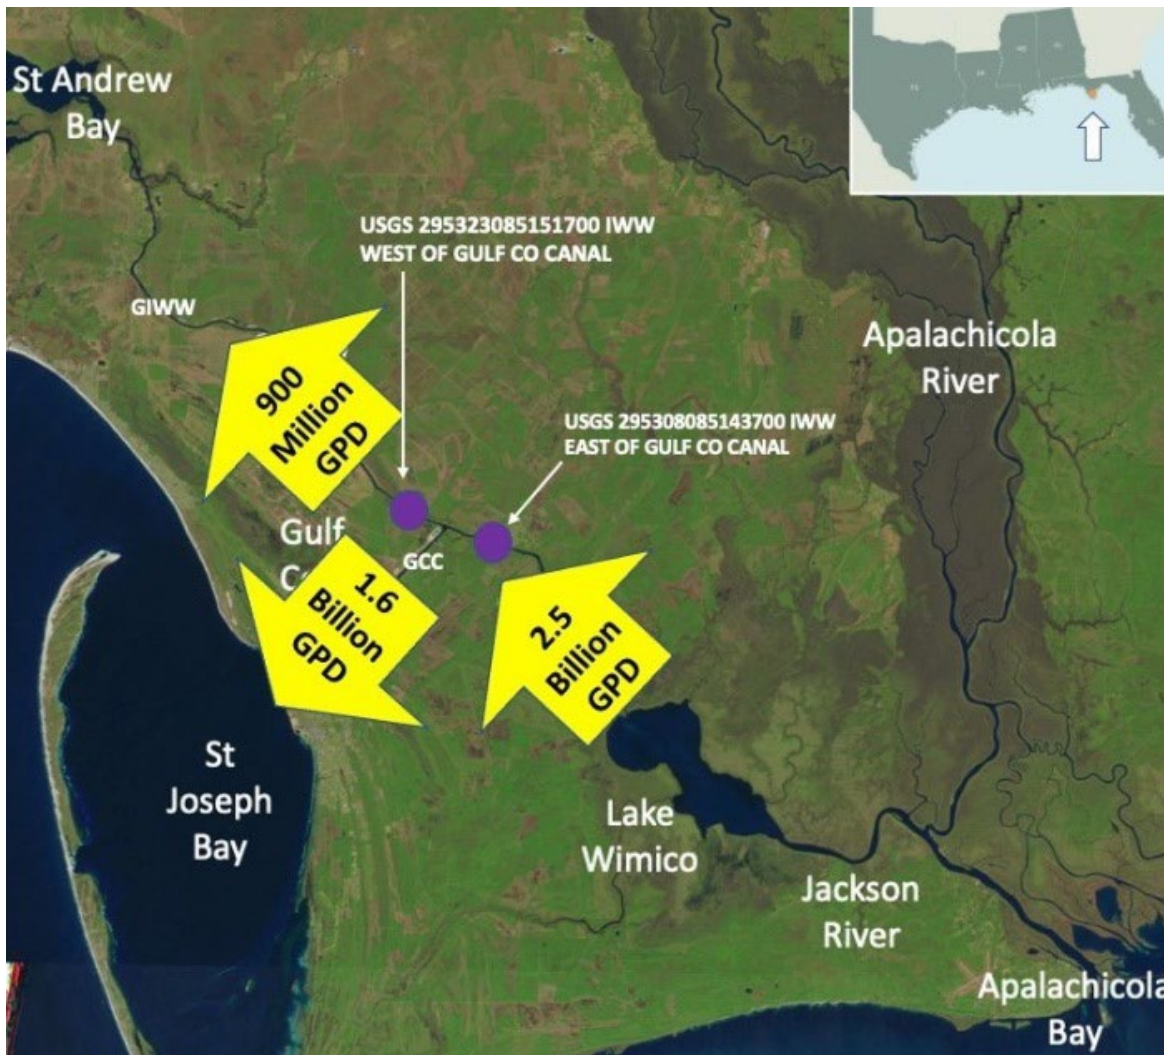 St Andrew
Bay
USGS 295323085151700 IWW
WEST OF GULF CO CANAL
GIWW
900
Million
GPD
Apalachicola
River
USGS 295308085143700 IWW
EAST OF GULF CO CANAL
Gulf
GCC
1.6
Billion
GPD
2.5
Billion
GPD
St
Joseph
Bay
Lake
Wimico
Jackson
River
Apalachicola
Bay